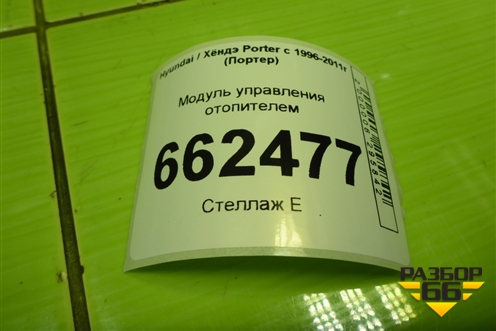 Hyundai / Хёндэ Porter с 1996-2011г
(Портер)
Модуль управления
отопителем
662477
Стеллаж Е
РАЗБОР
66